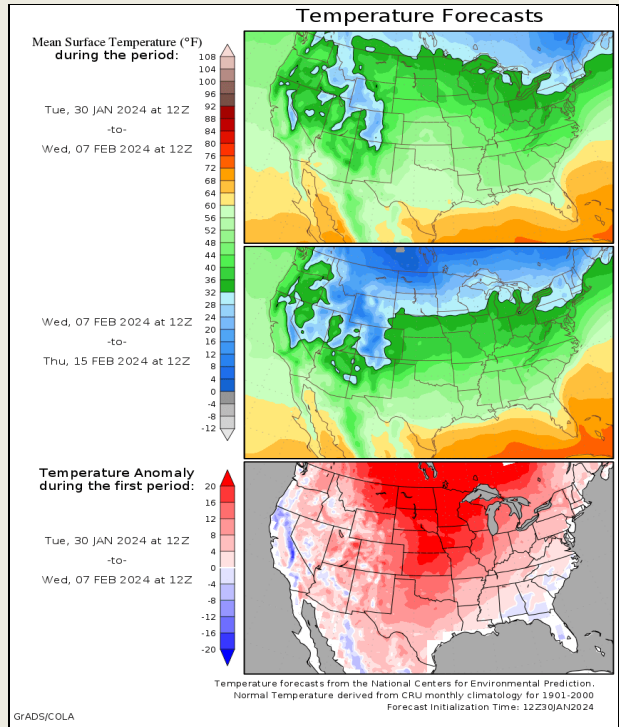 Temperature Forecasts
Mean Surface Temperature (°F)
during the period:
108
104
100
96
92
88
84
80
76
72
68
64
60
56
52
48
44
40
36
32
28
24
20
16
12
8
4
0
-4
-8
-12
Tue, 30 JAN 2024 at 12Z
-to-
Wed, 07 FEB 2024 at 12Z
Wed, 07 FEB 2024 at 12Z
-to-
Thu, 15 FEB 2024 at 12Z
Temperature Anomaly
during the first period:
20
16
12
8
4
0
-4
-8
-12
-16
-20
Tue, 30 JAN 2024 at 12Z
-to-
Wed, 07 FEB 2024 at 12Z
Temperature forecasts from the National Centers for Environmental Prediction.
Normal Temperature derived from CRU monthly climatology for 1901-2000
Forecast Initialization Time: 12Z30JAN2024
GrADS/COLA